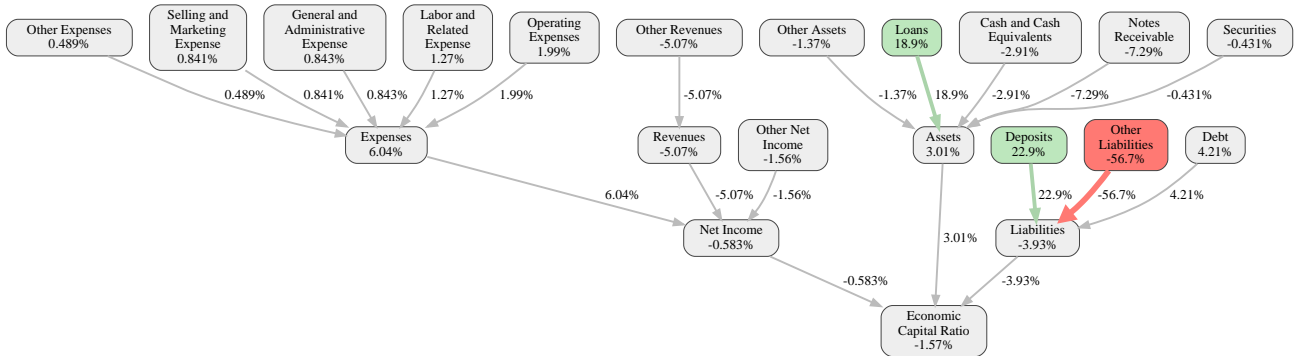 Other Expenses
0.489%
Selling and
Marketing
Expense
0.841%
General and
Administrative
Expense
0.843%
Labor and
Related
Expense
1.27%
Operating
Expenses
1.99%
Other Revenues
-5.07%
Other Assets
-1.37%
Loans
18.9%
Cash and Cash
Equivalents
-2.91%
Notes
Receivable
-7.29%
Securities
-0.431%
0.489%
0.841%
0.843%
1.27%
1.99%
-5.07%
-1.37%
18.9%
-2.91%
-7.29%
-0.431%
Expenses
6.04%
Revenues
-5.07%
Other Net
Income
-1.56%
Assets
3.01%
Deposits
22.9%
Other
Liabilities
-56.7%
Debt
4.21%
6.04%
-5.07%
-1.56%
22.9%
-56.7%
4.21%
Net Income
-0.583%
3.01%
Liabilities
-3.93%
-0.583%
-3.93%
Economic
Capital Ratio
-1.57%